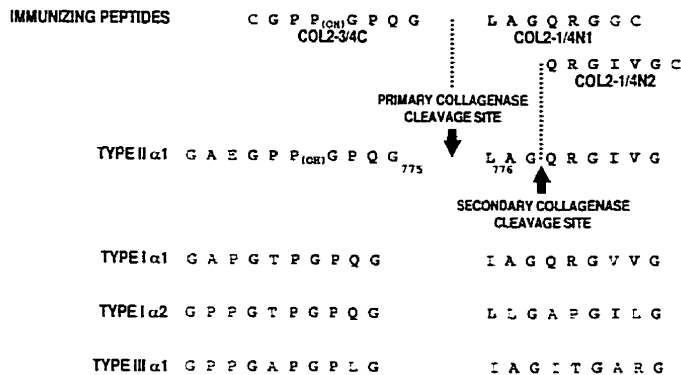 IMMUNIZING PEPTIDES C G P P(OH) G P Q G L A G Q R G G C
COL2-3/4C COL2-1/4N1
Q R G I V G C
COL2-1/4N2
PRIMARY COLLAGENASE
CLEAVAGE SITE
TYPE II α1 G A E G P P(OH) G P Q G 775 L A G Q R G I V G
776
SECONDARY COLLAGENASE
CLEAVAGE SITE
TYPE I α1 G A P G T P G P Q G I A G Q R G V V G
TYPE I α2 G P P G T P G P Q G L L G A P G I L G
TYPE III α1 G P P G A P G P L G I A G I T G A R G